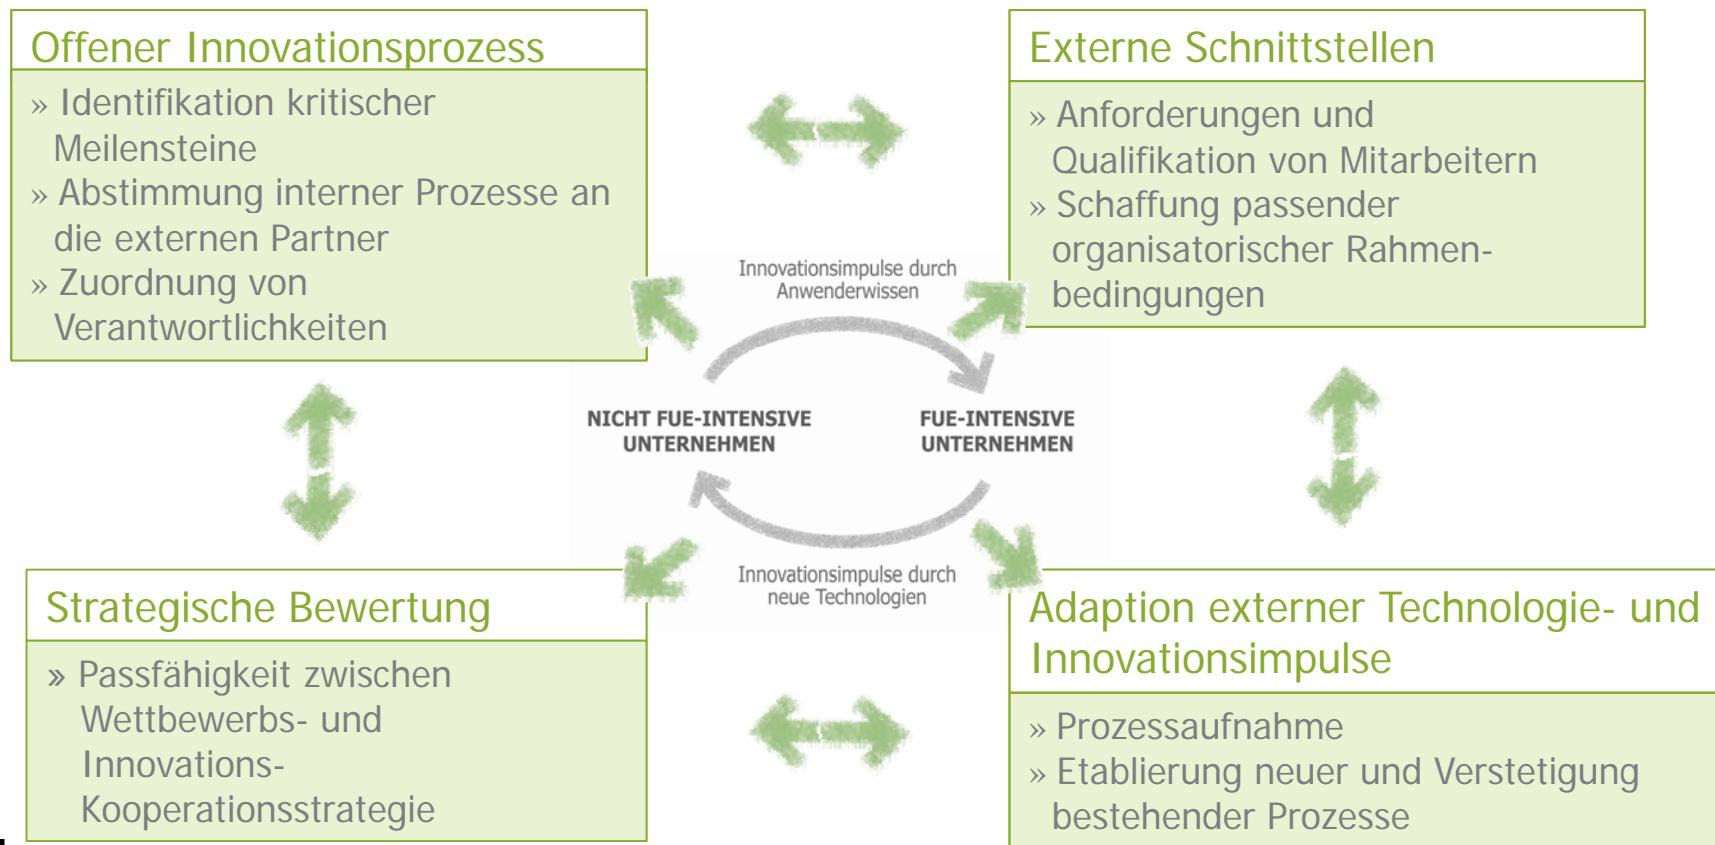 Offener Innovationsprozess
» Identifikation kritischer
Meilensteine
» Abstimmung interner Prozesse an
die externen Partner
» Zuordnung von
Verantwortlichkeiten
Externe Schnittstellen
» Anforderungen und
Qualifikation von Mitarbeitern
» Schaffung passender
organisatorischer Rahmen-
bedingungen
Innovationsimpulse durch
Anwenderwissen
NICHT FUE-INTENSIVE
UNTERNEHMEN
FUE-INTENSIVE
UNTERNEHMEN
Innovationsimpulse durch
neue Technologien
Strategische Bewertung
» Passfähigkeit zwischen
Wettbewerbs- und
Innovations-
Kooperationsstrategie
Adaption externer Technologie- und
Innovationsimpulse
» Prozessaufnahme
» Etablierung neuer und Verstetigung
bestehender Prozesse